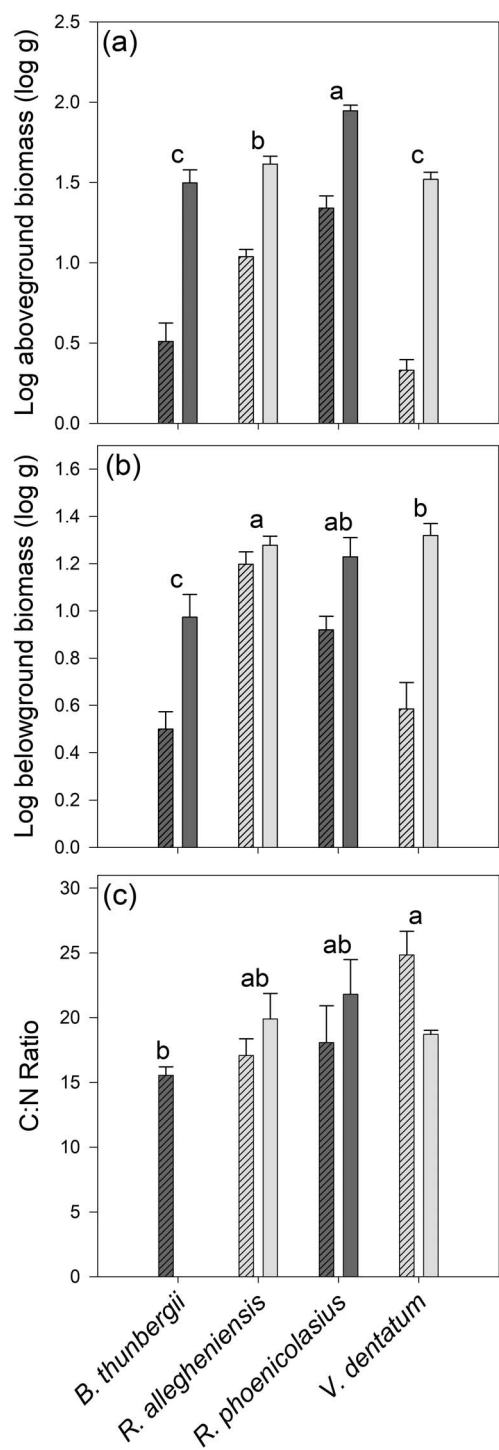 (a)
Log aboveground biomass (log g)
2.5
2.0
1.5
1.0
0.5
0.0
c
b
a
c
(b)
Log belowground biomass (log g)
1.6
1.4
1.2
1.0
0.8
0.6
0.4
0.2
0.0
c
a
ab
b
(c)
C:N Ratio
30
25
20
15
10
5
0
b
ab
ab
a
B. thunbergii
R. allegheniensis
R. phoenicolasius
V. dentatum